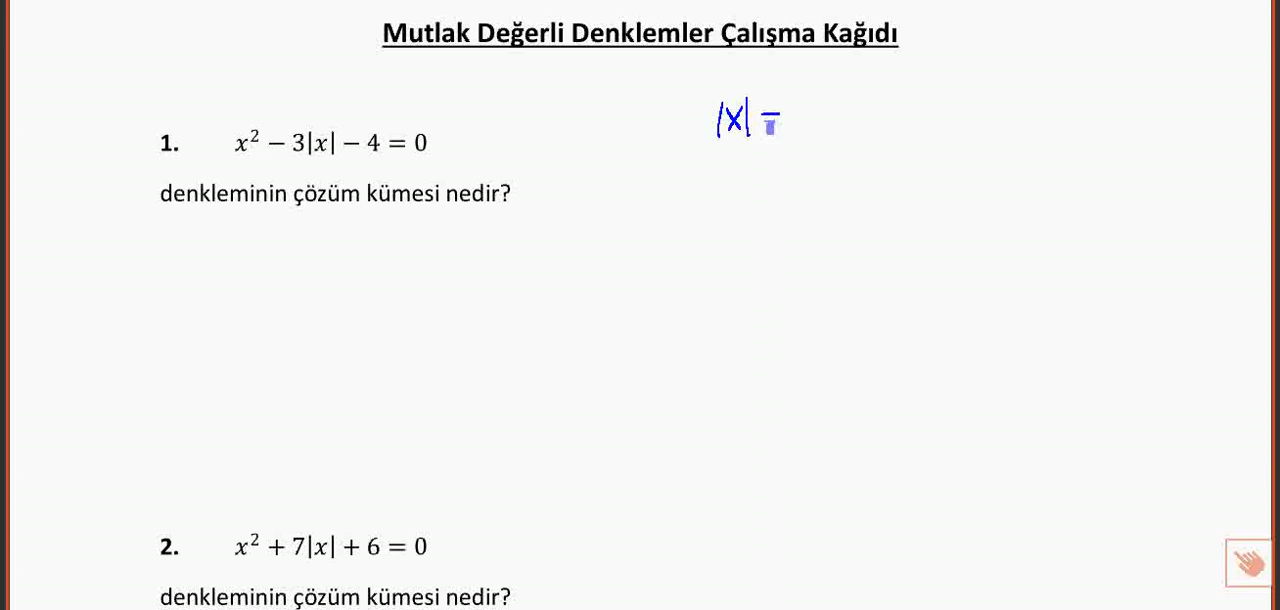 Mutlak Değerli Denklemler Çalışma Kağıdı
|x| =
1. x² − 3|x| − 4 = 0
denkleminin çözüm kümesi nedir?
2. x² + 7|x| + 6 = 0
denkleminin çözüm kümesi nedir?